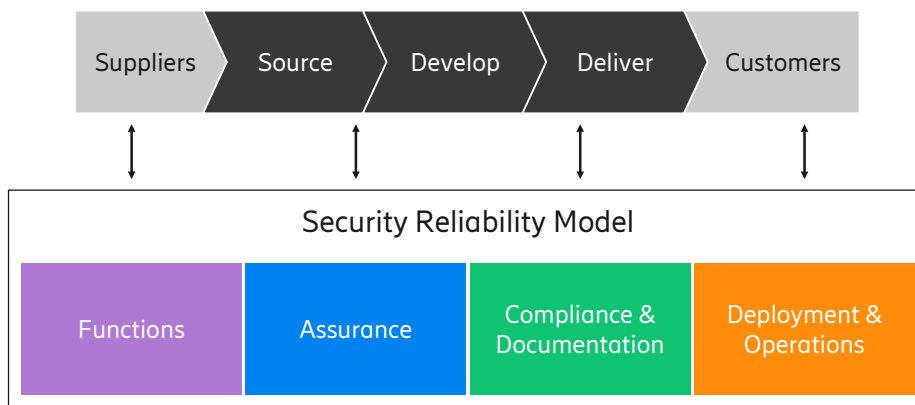 Suppliers
Source
Develop
Deliver
Customers
Security Reliability Model
Functions
Assurance
Compliance &
Documentation
Deployment &
Operations